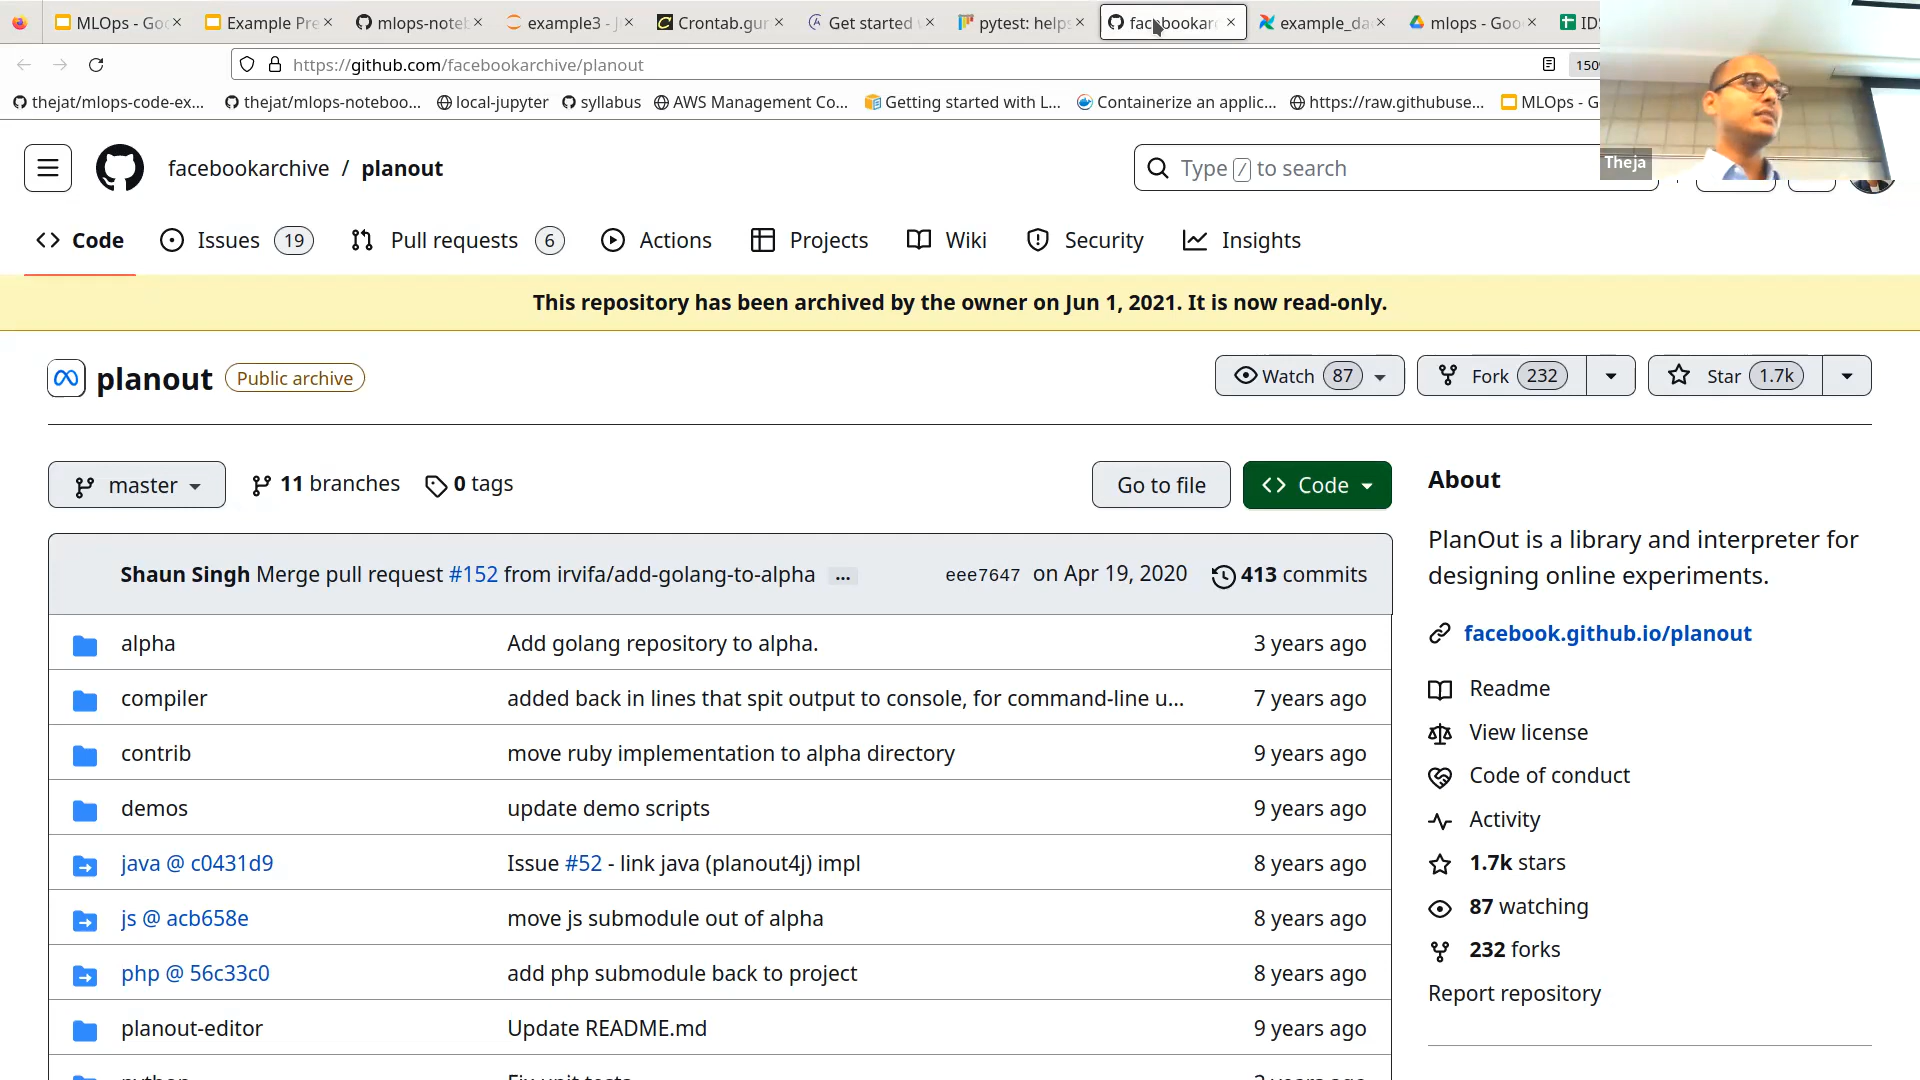 MLOps - Go
Example Pre
mlops-noteb
example3 - J
Crontab.gur
Get started w
pytest: helps
facebookar
example_da
mlops - Goo
IDS
https://github.com/facebookarchive/planout
150
thejat/mlops-code-ex...
thejat/mlops-noteboo...
local-jupyter
syllabus
AWS Management Co...
Getting started with L...
Containerize an applic...
https://raw.githubuse...
MLOps - G
facebookarchive / planout
Type / to search
Theja
Code
Issues 19
Pull requests 6
Actions
Projects
Wiki
Security
Insights
This repository has been archived by the owner on Jun 1, 2021. It is now read-only.
planout Public archive
Watch 87
Fork 232
Star 1.7k
master
11 branches
0 tags
Go to file
Code
About
PlanOut is a library and interpreter for
designing online experiments.
facebook.github.io/planout
Readme
View license
Code of conduct
Activity
1.7k stars
87 watching
232 forks
Report repository
Shaun Singh Merge pull request #152 from irvifa/add-golang-to-alpha ... eee7647 on Apr 19, 2020 413 commits
alpha Add golang repository to alpha. 3 years ago
compiler added back in lines that spit output to console, for command-line u... 7 years ago
contrib move ruby implementation to alpha directory 9 years ago
demos update demo scripts 9 years ago
java @ c0431d9 Issue #52 - link java (planout4j) impl 8 years ago
js @ acb658e move js submodule out of alpha 8 years ago
php @ 56c33c0 add php submodule back to project 8 years ago
planout-editor Update README.md 9 years ago